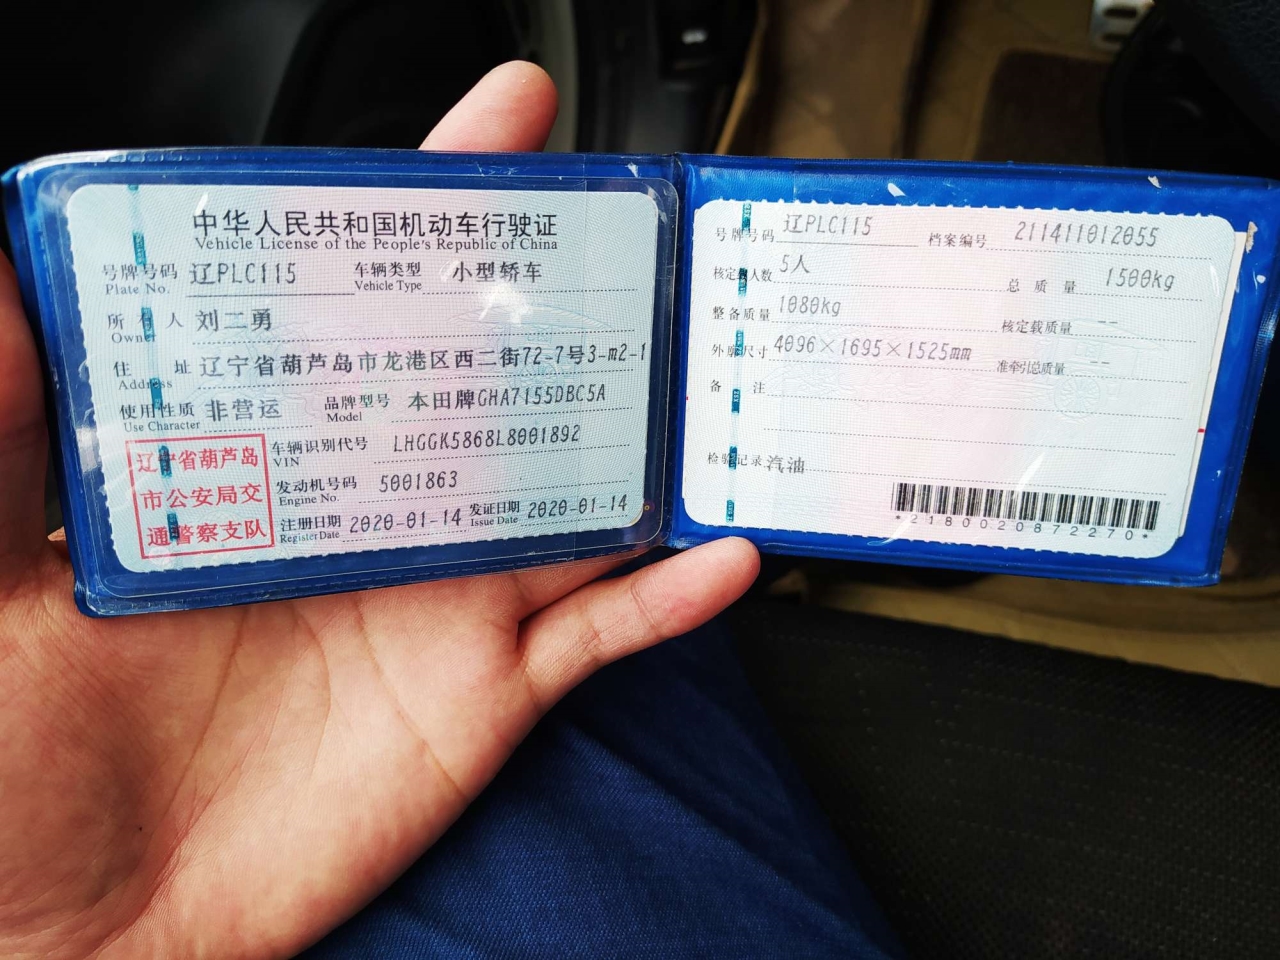 中华人民共和国机动车行驶证
Vehicle License of the People's Republic of China
号牌号码 辽PLC115 车辆类型 小型轿车
Plate No. Vehicle Type
所有人 刘二勇
Owner
住址 辽宁省葫芦岛市龙港区西二街72-7号3-m2-1
Address
使用性质 非营运 品牌型号 本田牌GHA7155DBC5A
Use Character Model
车辆识别代号 LHGGK5868L8001892
VIN
发动机号码 5001863
Engine No.
注册日期 2020-01-14 发证日期 2020-01-14
Register Date Issue Date
辽宁省葫芦岛
市公安局交
通警察支队
号牌号码 辽PLC115 档案编号 211411012055
核定载人数 5人 总质量 1500kg
整备质量 1080kg 核定载质量 --
外廓尺寸 4096×1695×1525mm 准牵引总质量 --
备注
检验记录 汽油
*2180020872270*